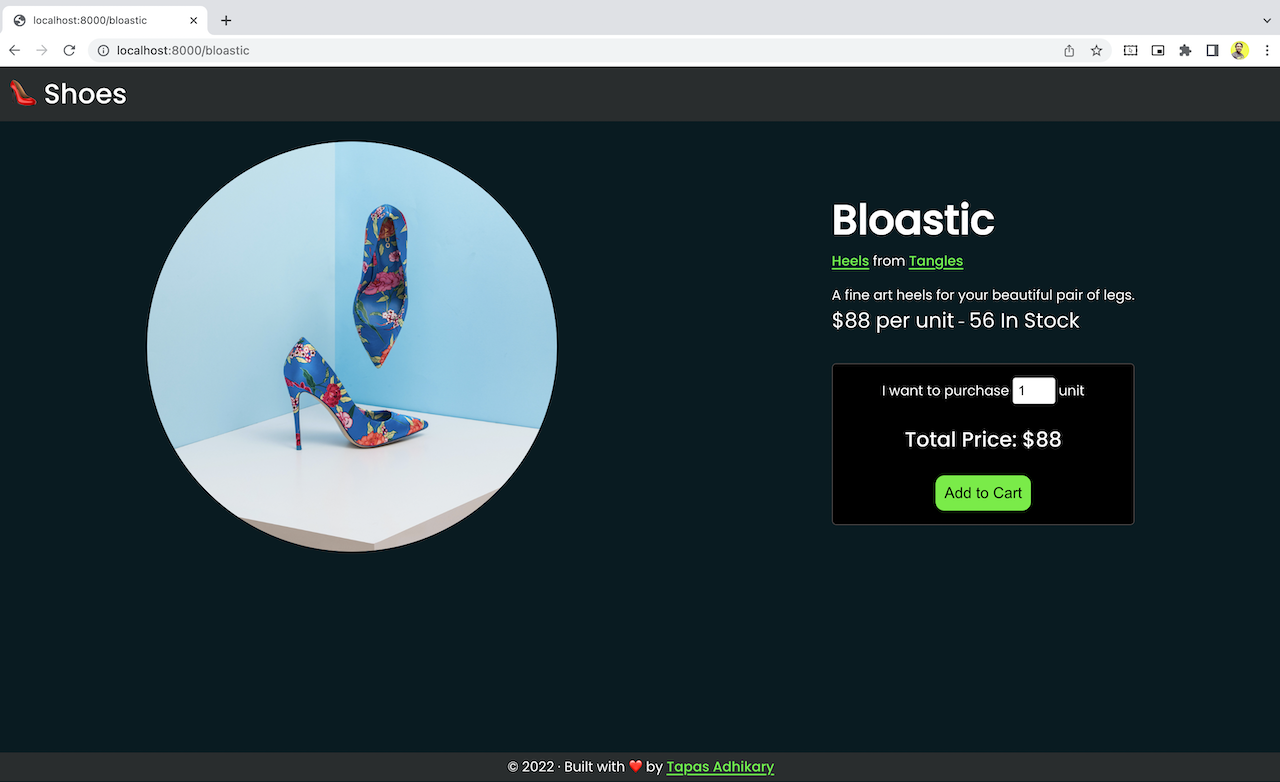 localhost:8000/bloastic
localhost:8000/bloastic
👠 Shoes
Bloastic
Heels from Tangles
A fine art heels for your beautiful pair of legs.
$88 per unit - 56 In Stock
I want to purchase 1 unit
Total Price: $88
Add to Cart
© 2022 · Built with ❤️ by Tapas Adhikary